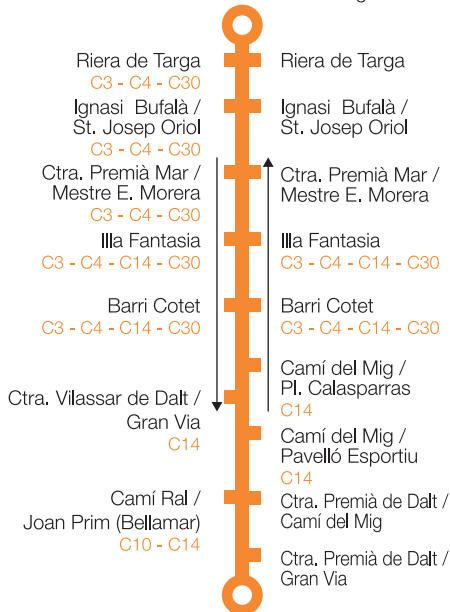 Riera de Targa
C3 - C4 - C30
Ignasi Bufalà /
St. Josep Oriol
C3 - C4 - C30
Ctra. Premià Mar /
Mestre E. Morera
C3 - C4 - C30
Illa Fantasia
C3 - C4 - C14 - C30
Barri Cotet
C3 - C4 - C14 - C30
Ctra. Vilassar de Dalt /
Gran Via
C14
Camí Ral /
Joan Prim (Bellamar)
C10 - C14
Riera de Targa
Ignasi Bufalà /
St. Josep Oriol
Ctra. Premià Mar /
Mestre E. Morera
Illa Fantasia
C3 - C4 - C14 - C30
Barri Cotet
C3 - C4 - C14 - C30
Camí del Mig /
Pl. Calasparras
C14
Camí del Mig /
Pavelló Esportiu
C14
Ctra. Premià de Dalt /
Camí del Mig
Ctra. Premià de Dalt /
Gran Via